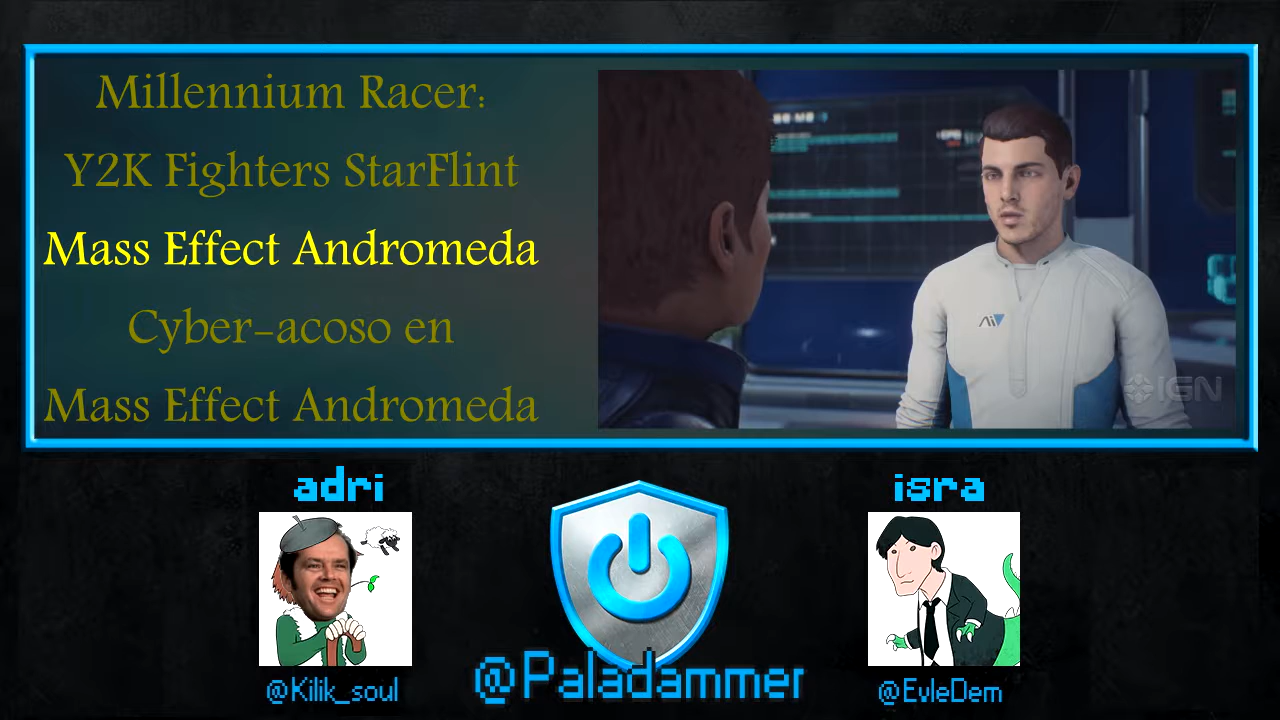 Millennium Racer:
Y2K Fighters StarFlint
Mass Effect Andromeda
Cyber-acoso en
Mass Effect Andromeda
IGN
adri
isra
@Paladammer
@Kilik_soul
@EvleDem